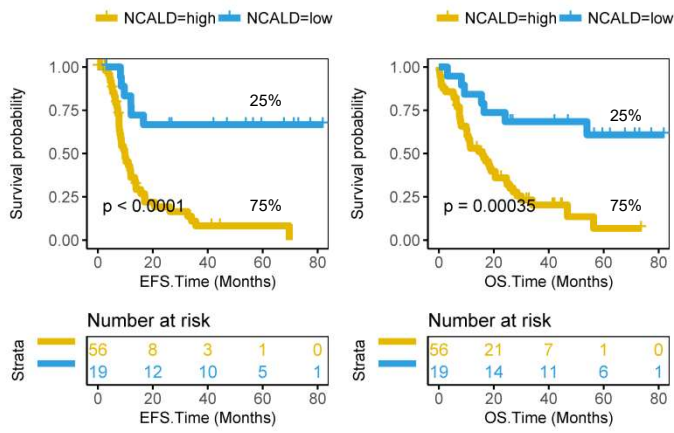 NCALD=high NCALD=low
Survival probability
1.00
0.75
0.50
0.25
0.00
25%
p < 0.0001
75%
0 20 40 60 80
EFS.Time (Months)
Number at risk
Strata
56 8 3 1 0
19 12 10 5 1
0 20 40 60 80
EFS.Time (Months)
NCALD=high NCALD=low
Survival probability
1.00
0.75
0.50
0.25
0.00
25%
p = 0.00035
75%
0 20 40 60 80
OS.Time (Months)
Number at risk
Strata
56 21 7 1 0
19 14 11 6 1
0 20 40 60 80
OS.Time (Months)